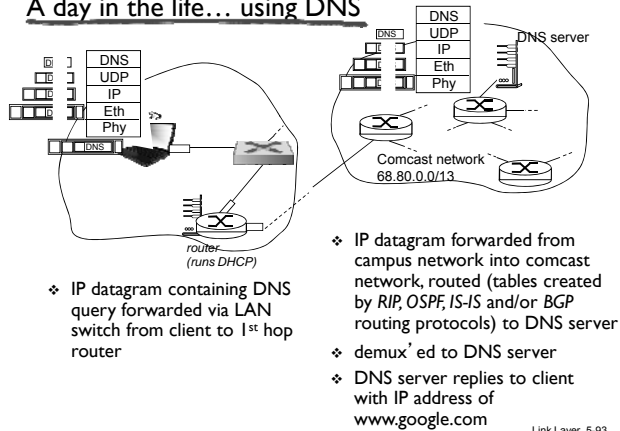 A day in the life… using DNS
DNS
UDP
IP
Eth
Phy
DNS
DNS
DNS
UDP
IP
Eth
Phy
DNS server
Comcast network
68.80.0.0/13
router
(runs DHCP)
❖ IP datagram containing DNS
query forwarded via LAN
switch from client to 1st hop
router
❖ IP datagram forwarded from
campus network into comcast
network, routed (tables created
by RIP, OSPF, IS-IS and/or BGP
routing protocols) to DNS server
❖ demux’ ed to DNS server
❖ DNS server replies to client
with IP address of
www.google.com
Link Layer 5-93